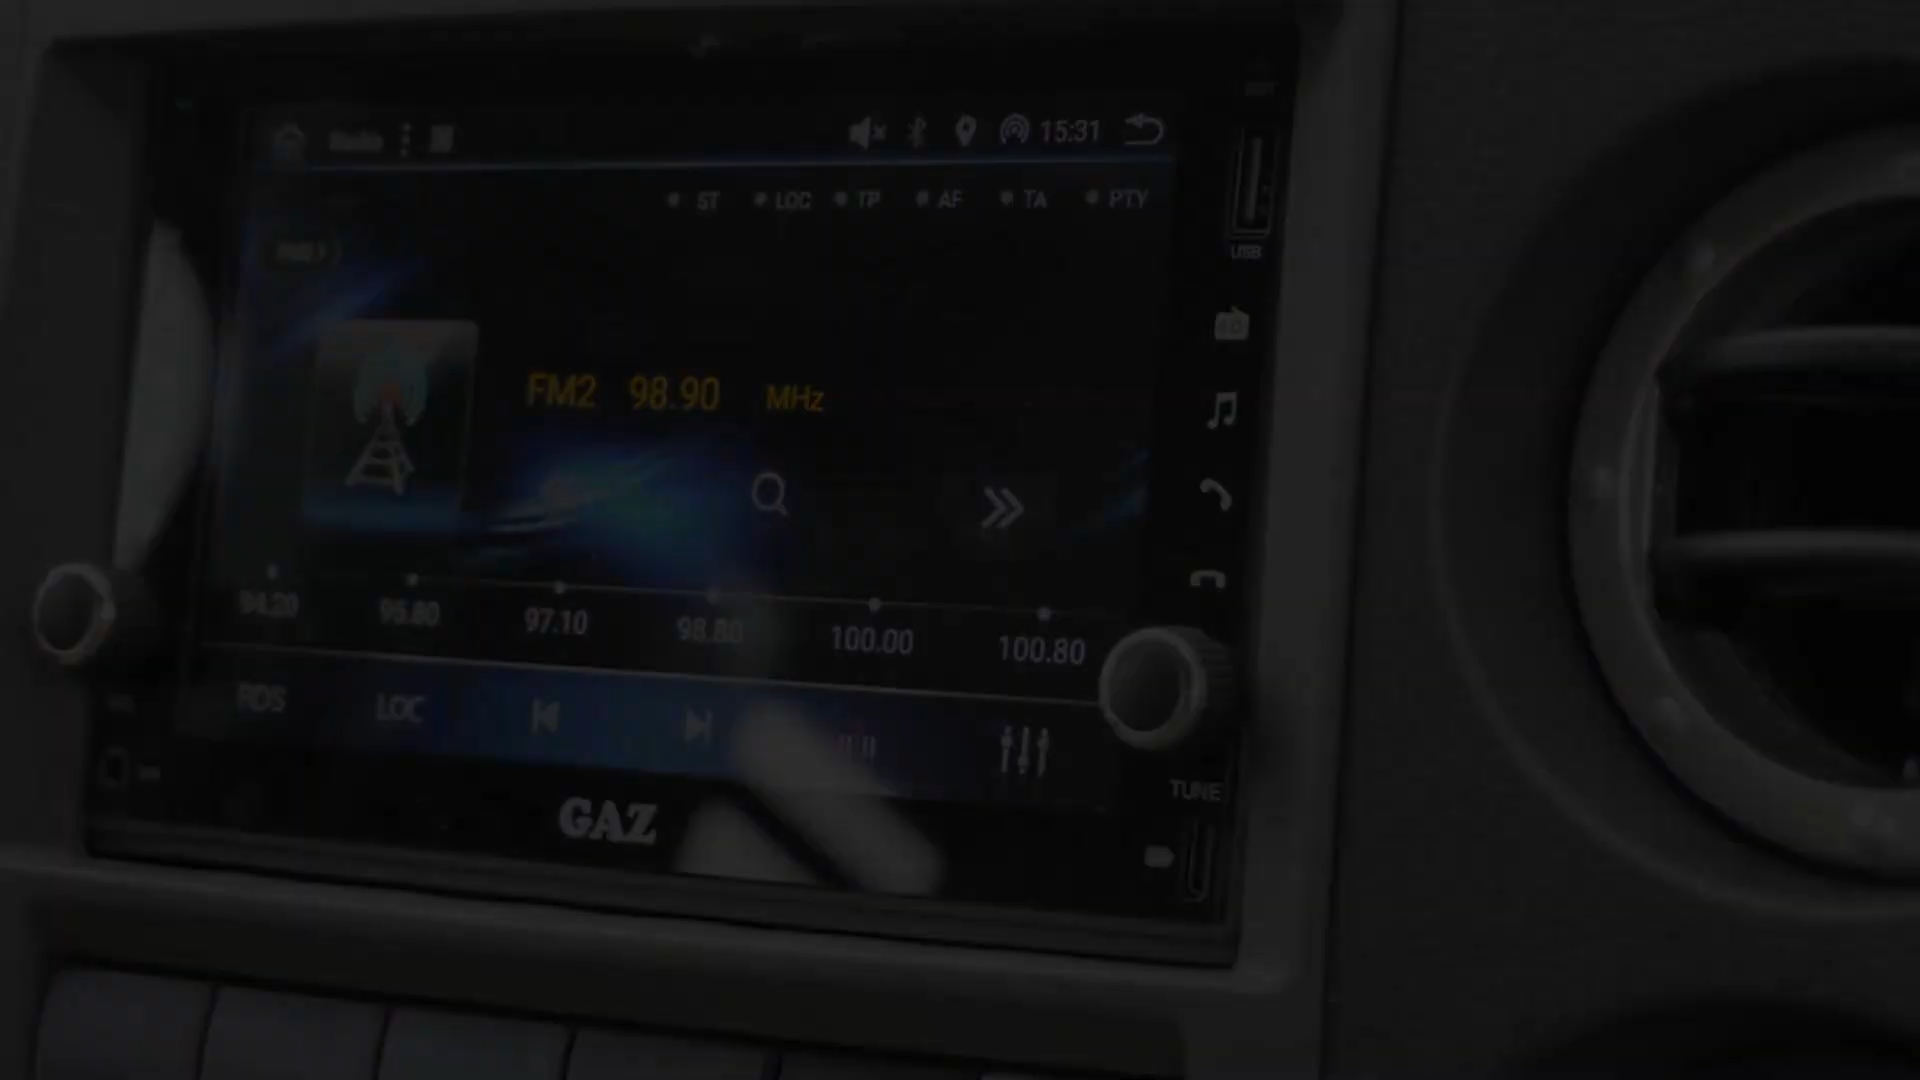 Radio 15:31
ST LOC TP AF TA PTY
USB
FM2 98.90 MHz
94.20 95.80 97.10 98.80 100.00 100.80
RDS LOC
TUNE
GAZ